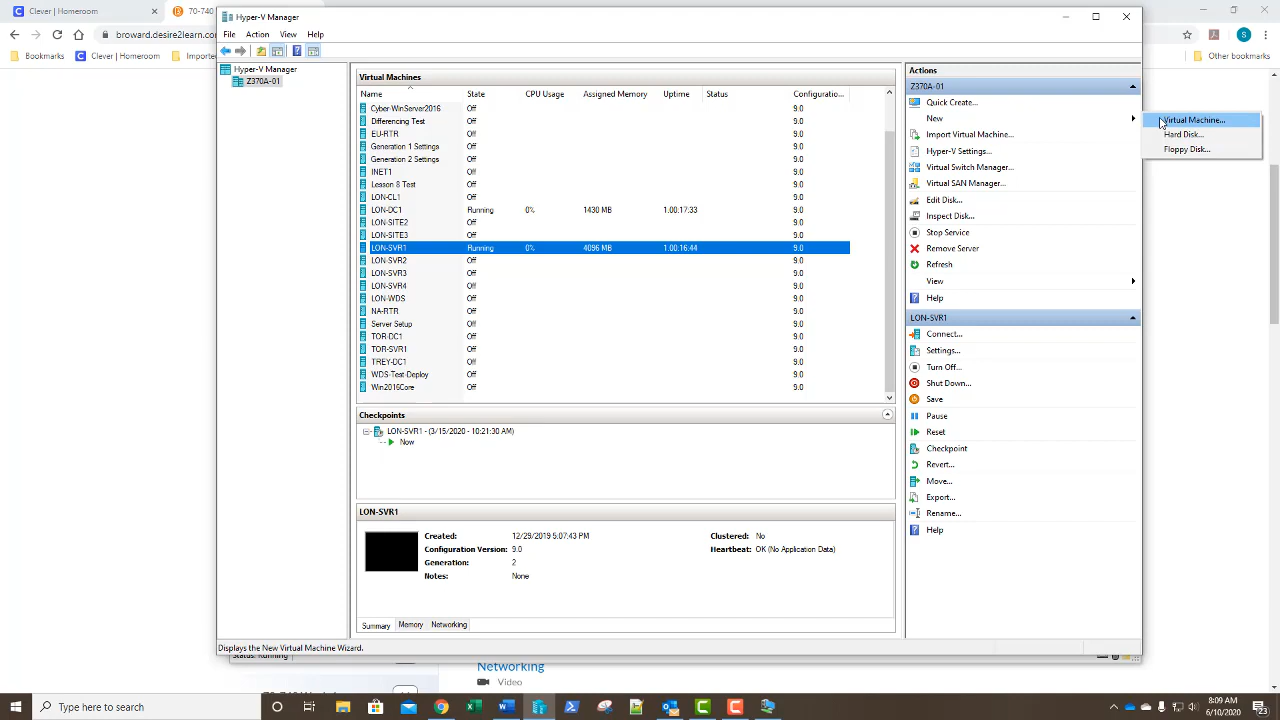 Clever | Homeroom
70-740
broward.desire2learn.com
Bookmarks
Clever | Homeroom
Other bookmarks
Hyper-V Manager
File
Action
View
Help
Hyper-V Manager
Z370A-01
Virtual Machines
Name State CPU Usage Assigned Memory Uptime Status Configuratio...
Cyber-WinServer2016 Off 9.0
Differencing Test Off 9.0
EU-RTR Off 9.0
Generation 1 Settings Off 9.0
Generation 2 Settings Off 9.0
INET1 Off 9.0
Lesson 8 Test Off 9.0
LON-CL1 Off 9.0
LON-DC1 Running 0% 1430 MB 1.00:17:33 9.0
LON-SITE2 Off 9.0
LON-SITE3 Off 9.0
LON-SVR1 Running 0% 4096 MB 1.00:16:44 9.0
LON-SVR2 Off 9.0
LON-SVR3 Off 9.0
LON-SVR4 Off 9.0
LON-WDS Off 9.0
NA-RTR Off 9.0
Server Setup Off 9.0
TOR-DC1 Off 9.0
TOR-SVR1 Off 9.0
TREY-DC1 Off 9.0
WDS-Test-Deploy Off 9.0
Win2016Core Off 9.0
Checkpoints
LON-SVR1 - (3/15/2020 - 10:21:30 AM)
Now
LON-SVR1
Created: 12/29/2019 5:07:43 PM Clustered: No
Configuration Version: 9.0 Heartbeat: OK (No Application Data)
Generation: 2
Notes: None
Summary Memory Networking
Actions
Z370A-01
Quick Create...
New
Import Virtual Machine...
Hyper-V Settings...
Virtual Switch Manager...
Virtual SAN Manager...
Edit Disk...
Inspect Disk...
Stop Service
Remove Server
Refresh
View
Help
LON-SVR1
Connect...
Settings...
Turn Off...
Shut Down...
Save
Pause
Reset
Checkpoint
Revert...
Move...
Export...
Rename...
Help
Virtual Machine...
Hard Disk...
Floppy Disk...
Displays the New Virtual Machine Wizard.
Status: Running
Networking
Video
Type here to search
8:09 AM
6/10/2020
23